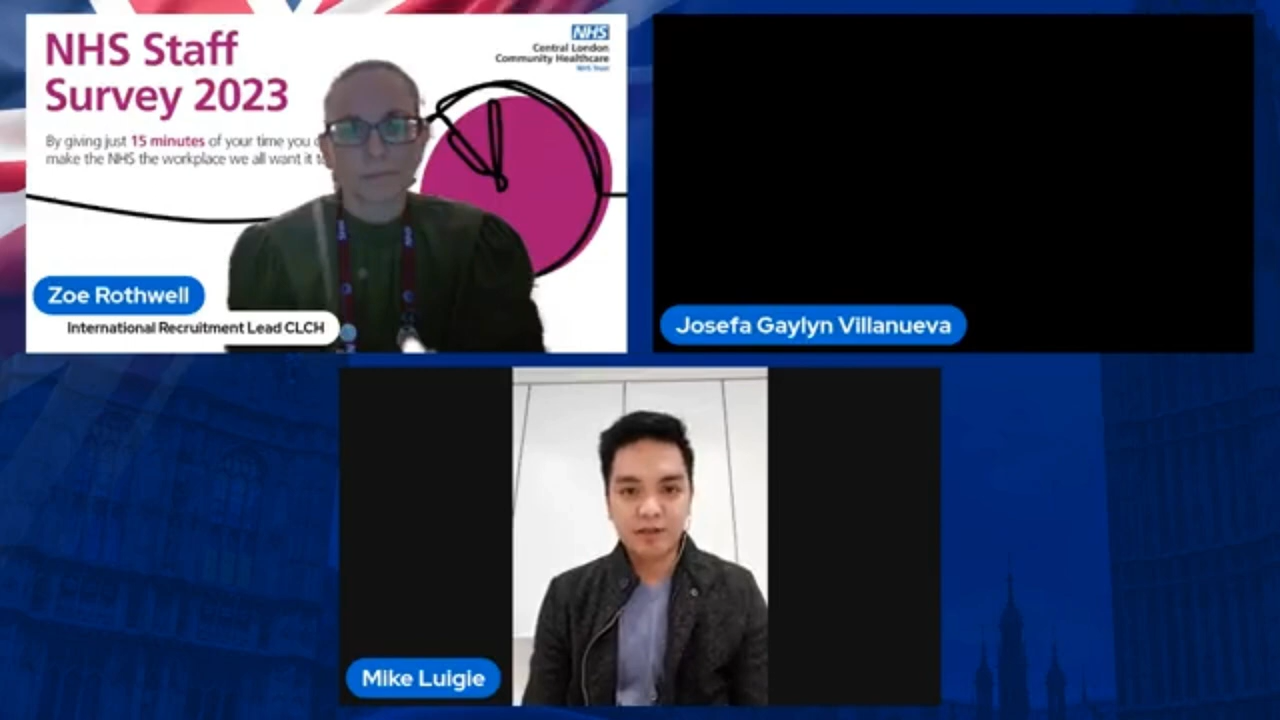 NHS Staff
Survey 2023
By giving just 15 minutes of your time you
make the NHS the workplace we all want it
NHS
Central London
Community Healthcare
NHS Trust
Zoe Rothwell
International Recruitment Lead CLCH
Josefa Gaylyn Villanueva
Mike Luigie